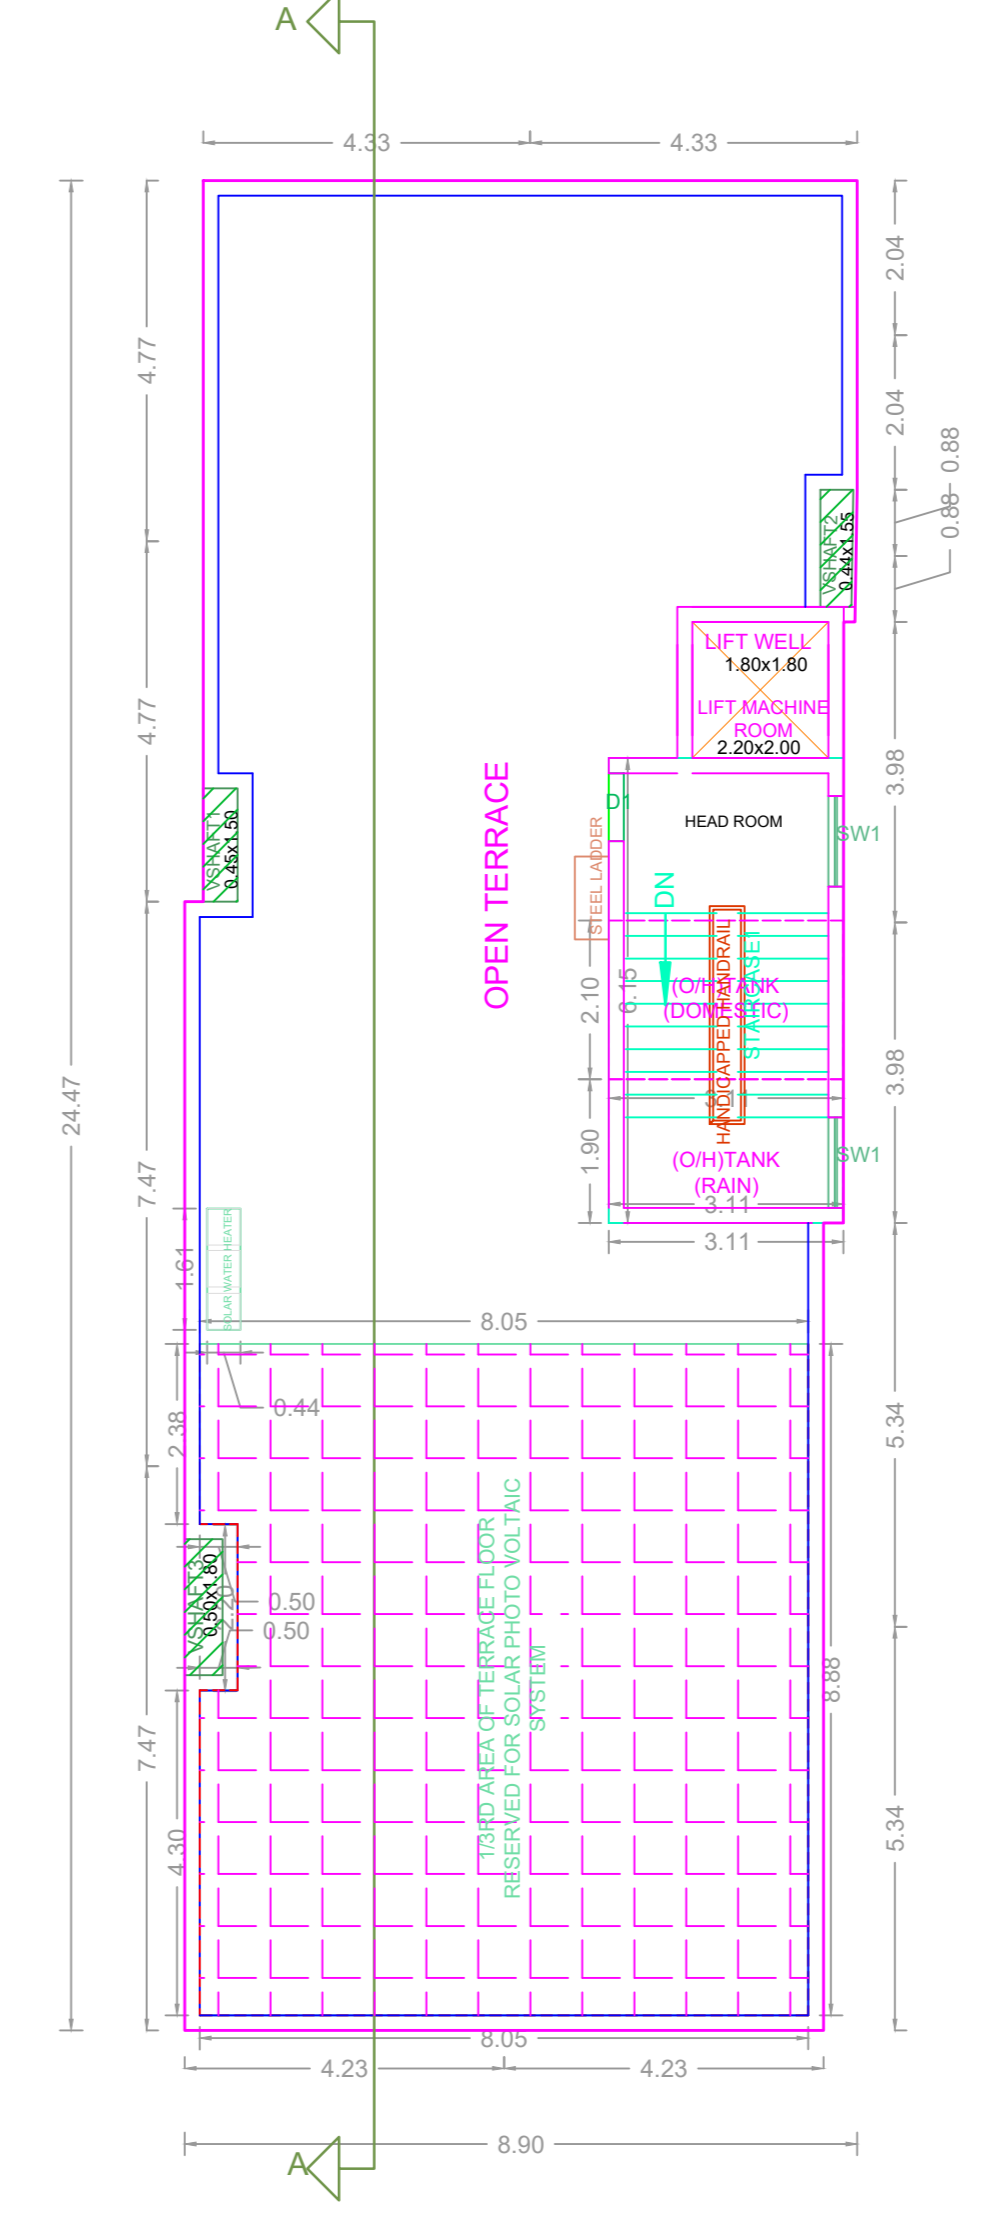 A
4.33
4.33
2.04
4.77
2.04
0.88
0.88
VSHAFT2
0.44x1.55
LIFT WELL
1.80x1.80
LIFT MACHINE
ROOM
2.20x2.00
4.77
3.98
OPEN TERRACE
D1
HEAD ROOM
SW1
VSHAFT1
0.45x1.50
STEEL LADDER
DN
HANDICAPPED HANDRAIL
STAIRCASE1
(O/H)TANK
(DOMESTIC)
2.10
6.15
24.47
3.98
7.47
1.90
SW1
(O/H)TANK
(RAIN)
3.11
3.11
SOLAR WATER HEATER
1.61
8.05
0.44
2.38
5.34
1/3RD AREA OF TERRACE FLOOR
RESERVED FOR SOLAR PHOTO VOLTAIC
SYSTEM
VSHAFT3
0.50x1.80
2.20
0.50
0.50
8.88
7.47
4.30
5.34
8.05
4.23
4.23
8.90
A